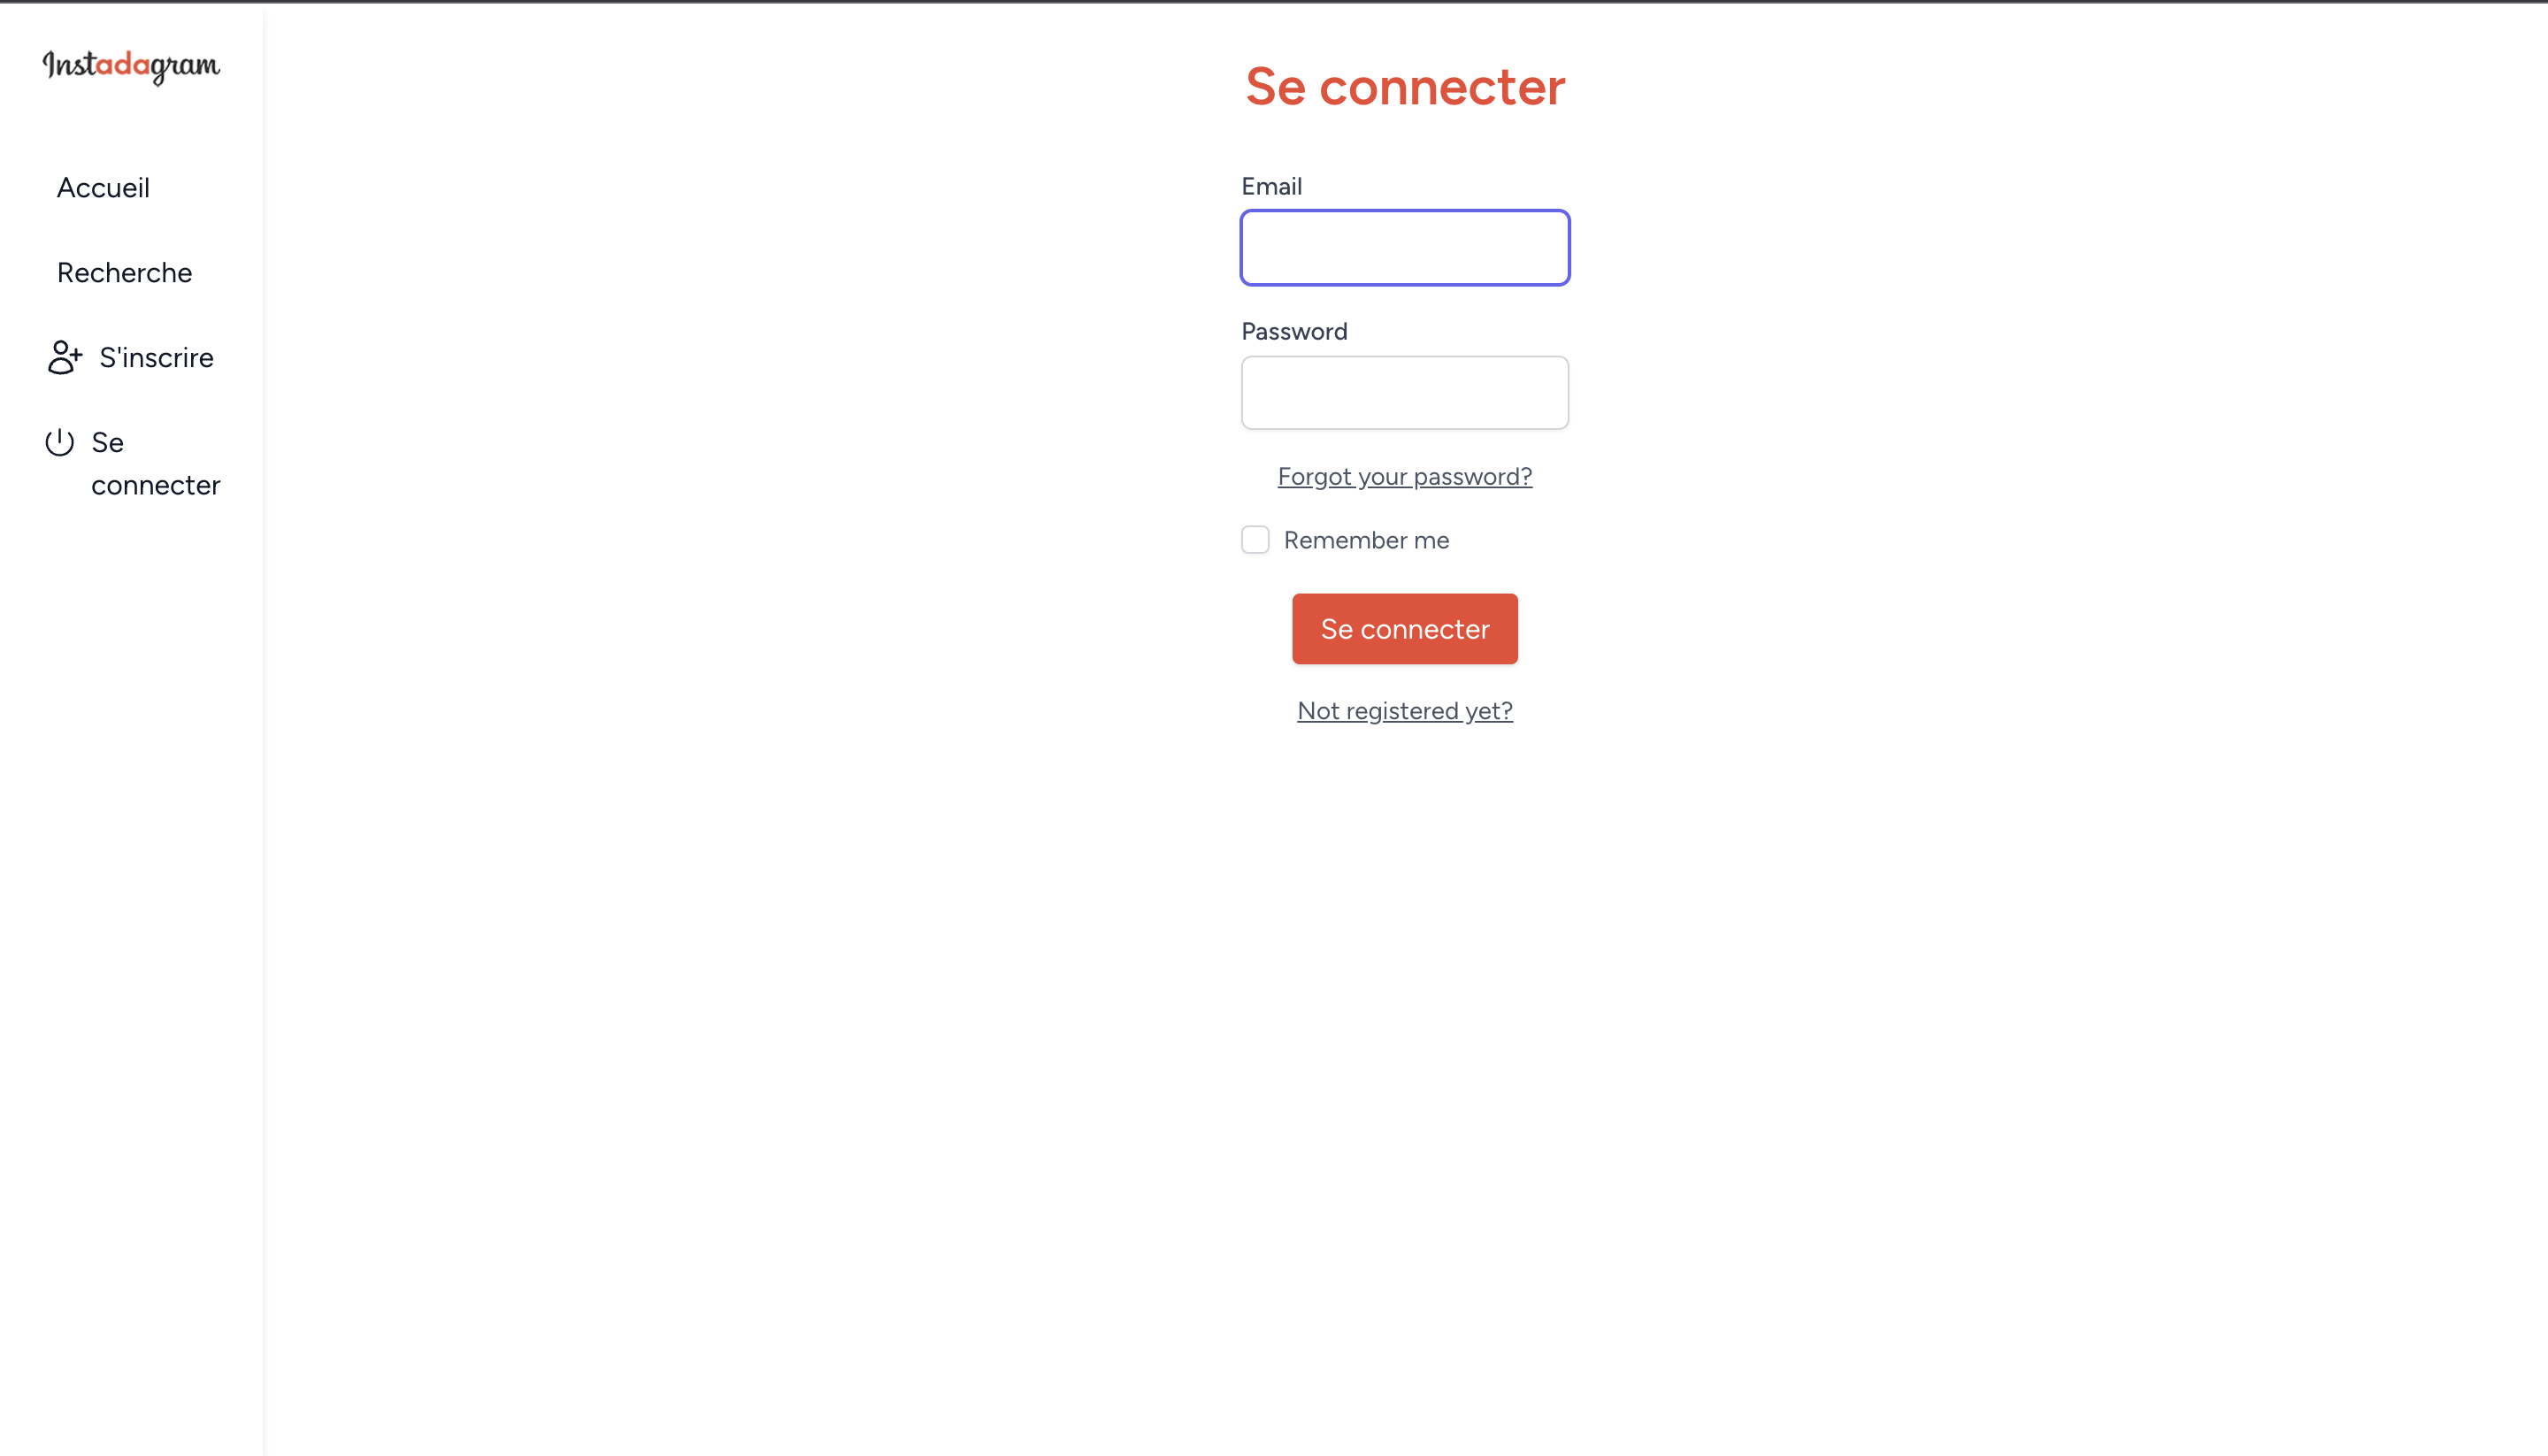 Instadagram
Accueil
Recherche
S'inscrire
Se
connecter
Se connecter
Email
Password
Forgot your password?
Remember me
Se connecter
Not registered yet?